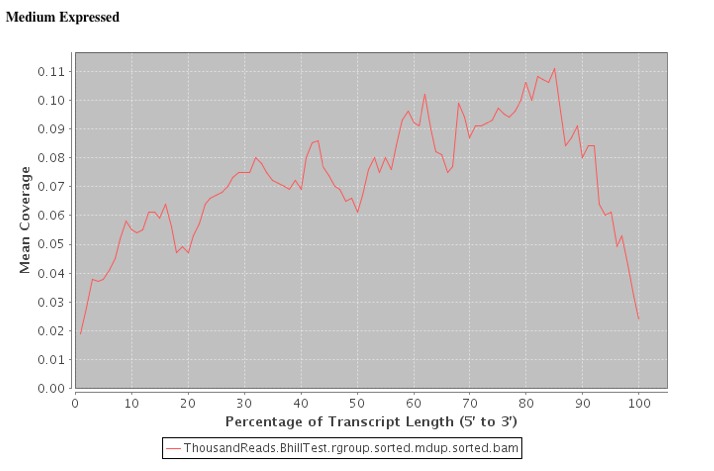 Medium Expressed
0.11
0.10
0.09
0.08
0.07
0.06
0.05
0.04
0.03
0.02
0.01
0.00
Mean Coverage
0 10 20 30 40 50 60 70 80 90 100
Percentage of Transcript Length (5' to 3')
ThousandReads.BhillTest.rgroup.sorted.mdup.sorted.bam